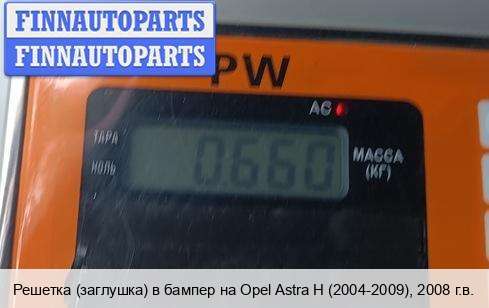 FINNAUTOPARTS
FINNAUTOPARTS
PW
AC
ТАРА
НОЛЬ
0.660
МАССА
(КГ)
Решетка (заглушка) в бампер на Opel Astra H (2004-2009), 2008 г.в.